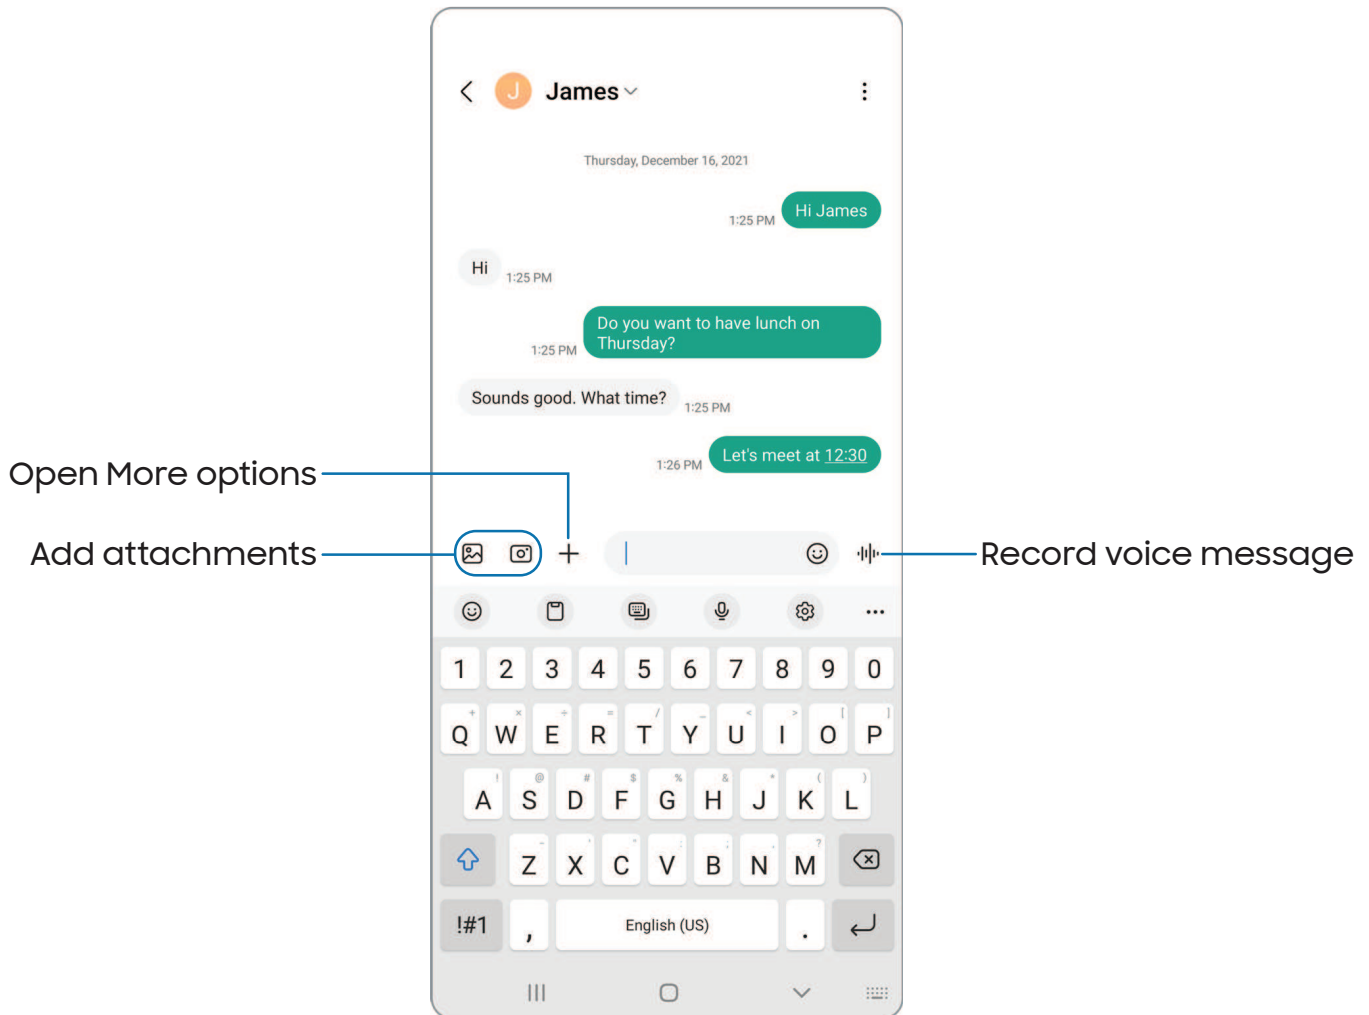 J James
Thursday, December 16, 2021
1:25 PM Hi James
Hi 1:25 PM
Do you want to have lunch on
1:25 PM Thursday?
Sounds good. What time? 1:25 PM
1:26 PM Let's meet at 12:30
Open More options
Add attachments
Record voice message
1 2 3 4 5 6 7 8 9 0
+ × ÷ = / _ < > [ ]
Q W E R T Y U I O P
! @ # $ % & * ( )
A S D F G H J K L
- ' " : ; , ?
Z X C V B N M
!#1 , English (US) .